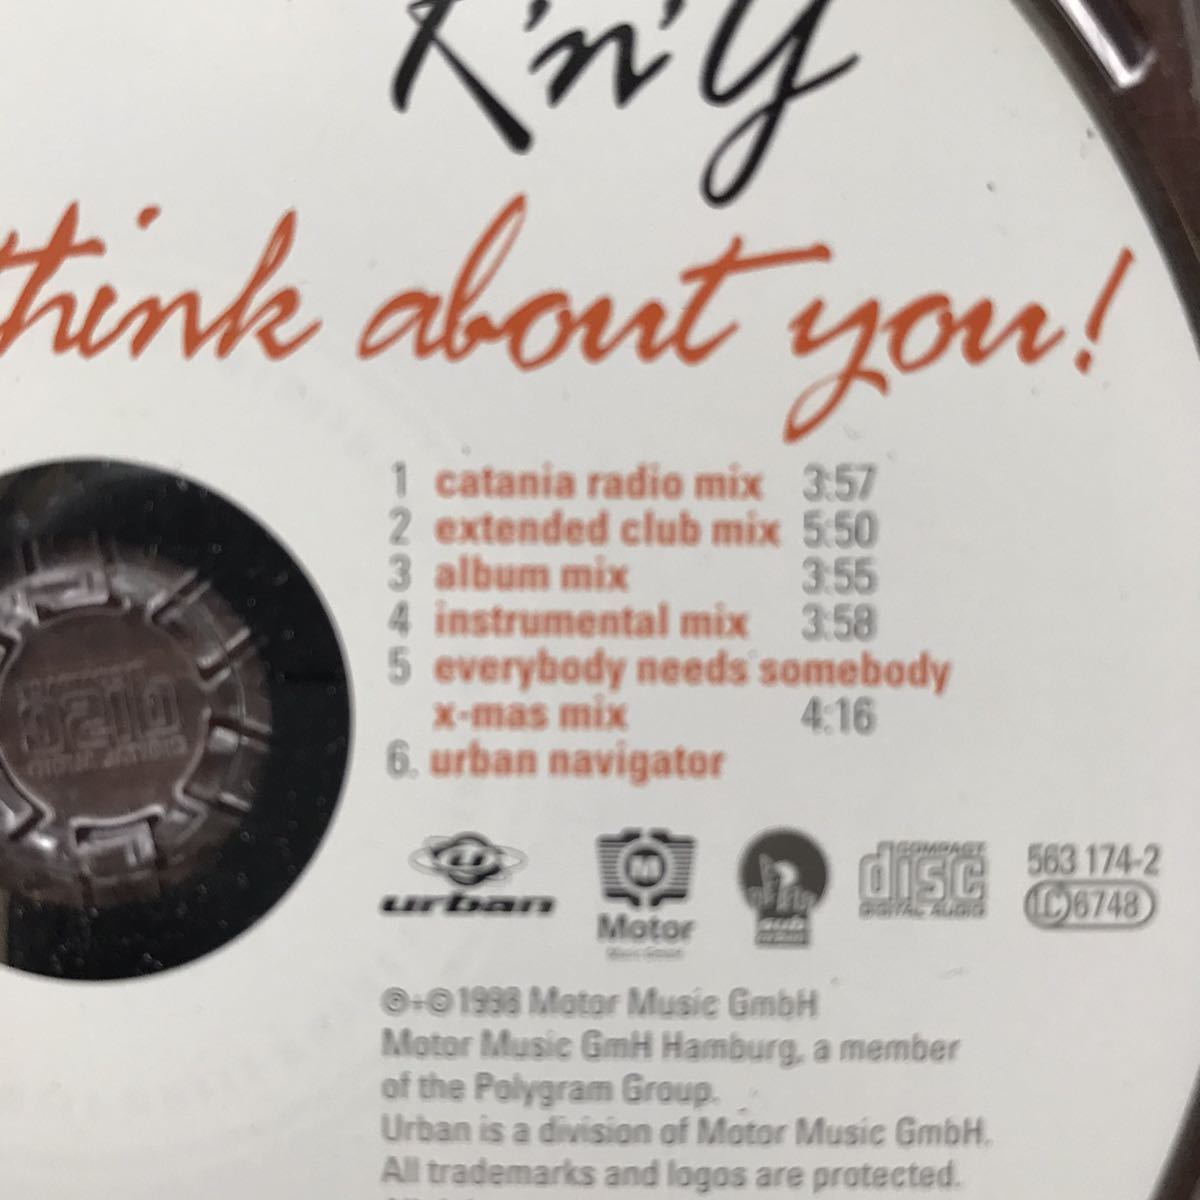 K'n'Y
think about you!
1 catania radio mix 3:57
2 extended club mix 5:50
3 album mix 3:55
4 instrumental mix 3:58
5 everybody needs somebody
x-mas mix 4:16
6. urban navigator
urban
M
Motor
COMPACT
disc
DIGITAL AUDIO
563 174-2
LC 6748
℗+©1998 Motor Music GmbH
Motor Music GmH Hamburg, a member
of the Polygram Group.
Urban is a division of Motor Music GmbH.
All trademarks and logos are protected.